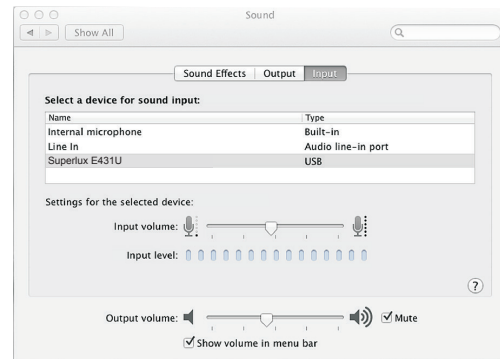 Sound
Show All
Sound Effects Output Input
Select a device for sound input:
Name Type
Internal microphone Built-in
Line In Audio line-in port
Superlux E431U USB
Settings for the selected device:
Input volume:
Input level:
?
Output volume: Mute
Show volume in menu bar